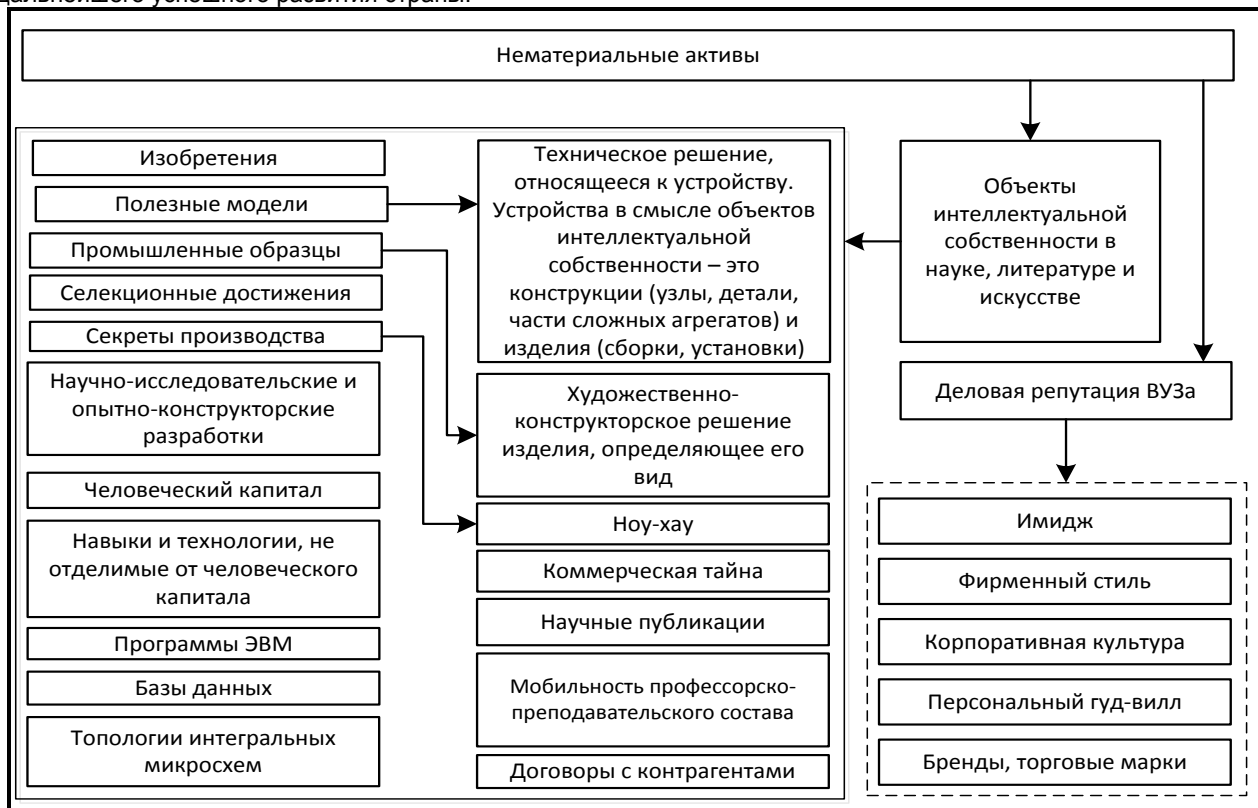 дальнейшего успешного развития страны.
Нематериальные активы
Изобретения
Полезные модели
Промышленные образцы
Селекционные достижения
Секреты производства
Научно-исследовательские и
опытно-конструкторские
разработки
Человеческий капитал
Навыки и технологии, не
отделимые от человеческого
капитала
Программы ЭВМ
Базы данных
Топологии интегральных
микросхем
Техническое решение,
относящееся к устройству.
Устройства в смысле объектов
интеллектуальной
собственности – это
конструкции (узлы, детали,
части сложных агрегатов) и
изделия (сборки, установки)
Художественно-
конструкторское решение
изделия, определяющее его
вид
Ноу-хау
Коммерческая тайна
Научные публикации
Мобильность профессорско-
преподавательского состава
Договоры с контрагентами
Объекты
интеллектуальной
собственности в
науке, литературе и
искусстве
Деловая репутация ВУЗа
Имидж
Фирменный стиль
Корпоративная культура
Персональный гуд-вилл
Бренды, торговые марки